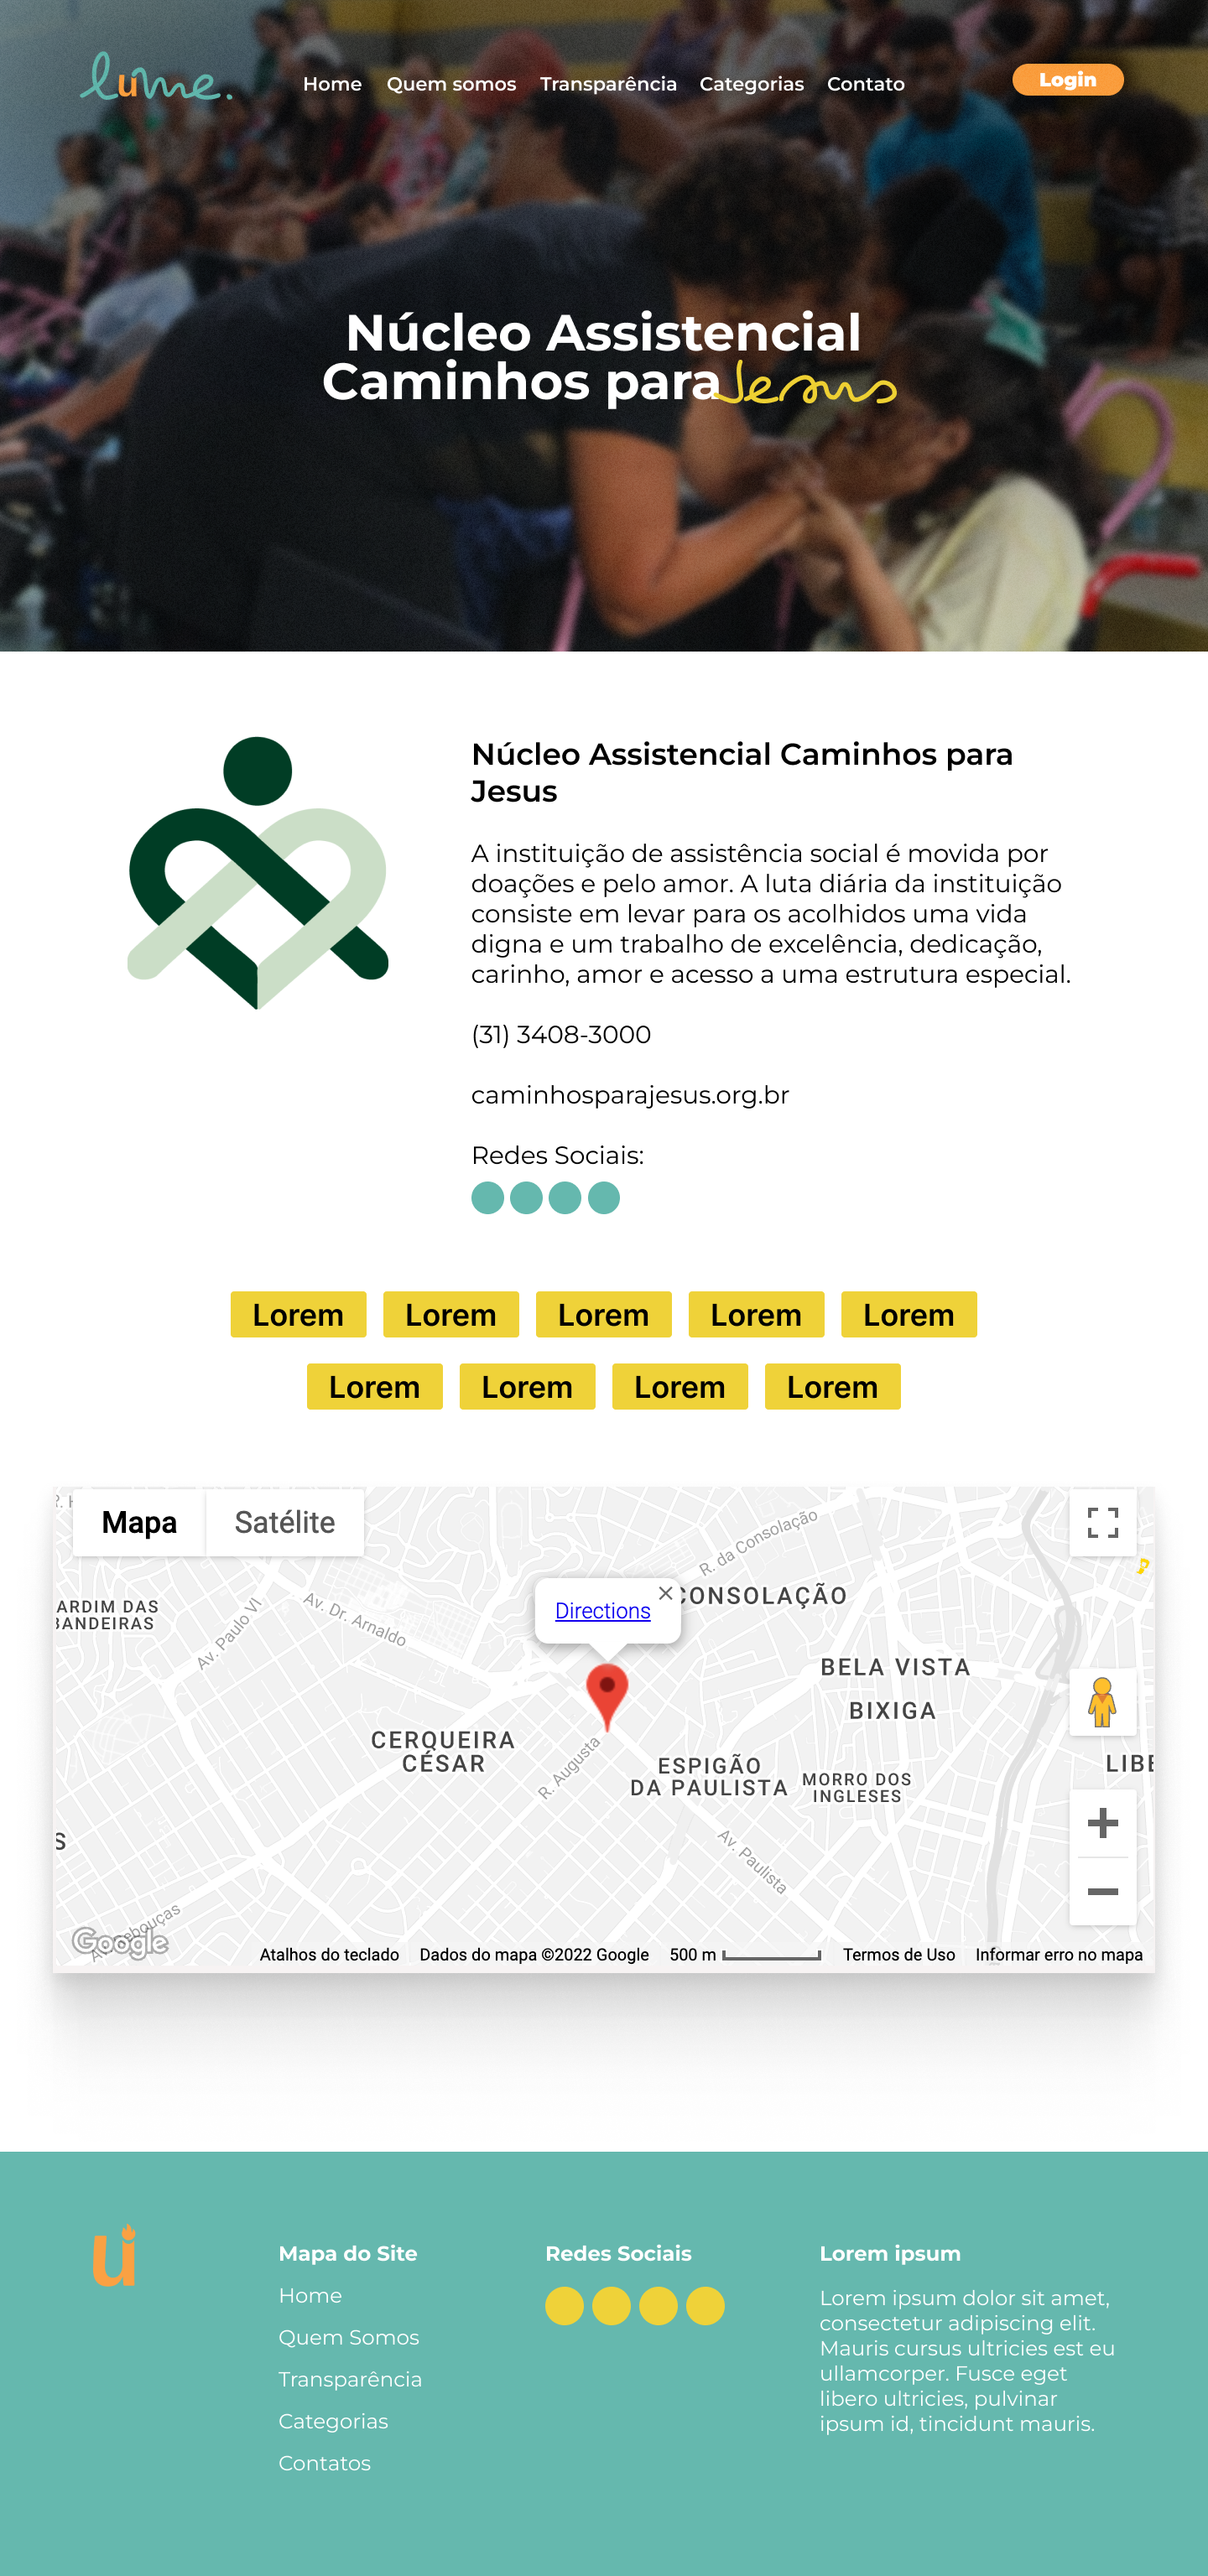 lume.
Home Quem somos Transparência Categorias Contato
Login
Núcleo Assistencial
Caminhos para Jesus
Núcleo Assistencial Caminhos para
Jesus
A instituição de assistência social é movida por
doações e pelo amor. A luta diária da instituição
consiste em levar para os acolhidos uma vida
digna e um trabalho de excelência, dedicação,
carinho, amor e acesso a uma estrutura especial.
(31) 3408-3000
caminhosparajesus.org.br
Redes Sociais:
Lorem Lorem Lorem Lorem Lorem
Lorem Lorem Lorem Lorem
Mapa Satélite
R. da Consolação
CONSOLAÇÃO
ARDIM DAS
BANDEIRAS
Av. Paulo VI
Av. Dr. Arnaldo
Directions
BELA VISTA
BIXIGA
CERQUEIRA
CÉSAR
R. Augusta
ESPIGÃO
DA PAULISTA
MORRO DOS
INGLESES
LIBE
Av. Paulista
S
Google
Atalhos do teclado Dados do mapa ©2022 Google 500 m Termos de Uso Informar erro no mapa
u
Mapa do Site
Home
Quem Somos
Transparência
Categorias
Contatos
Redes Sociais
Lorem ipsum
Lorem ipsum dolor sit amet,
consectetur adipiscing elit.
Mauris cursus ultricies est eu
ullamcorper. Fusce eget
libero ultricies, pulvinar
ipsum id, tincidunt mauris.